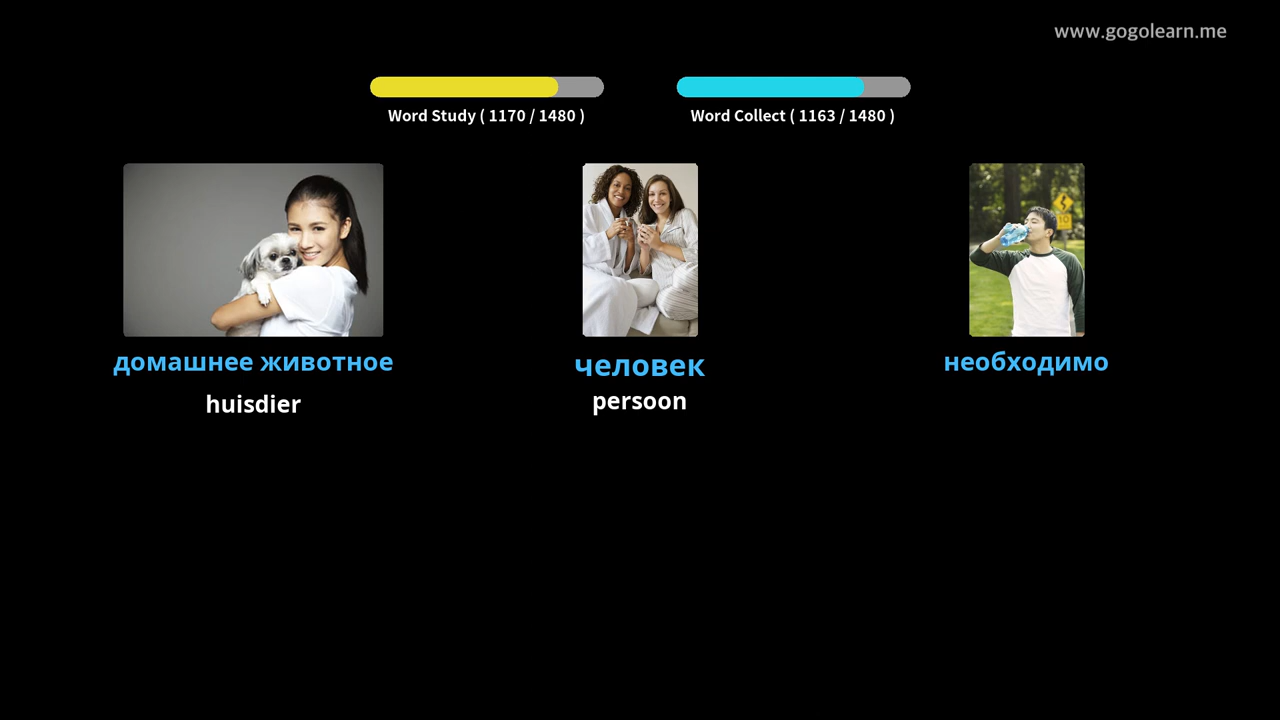 www.gogolearn.me
Word Study ( 1170 / 1480 )
Word Collect ( 1163 / 1480 )
домашнее животное
человек
необходимо
huisdier
persoon